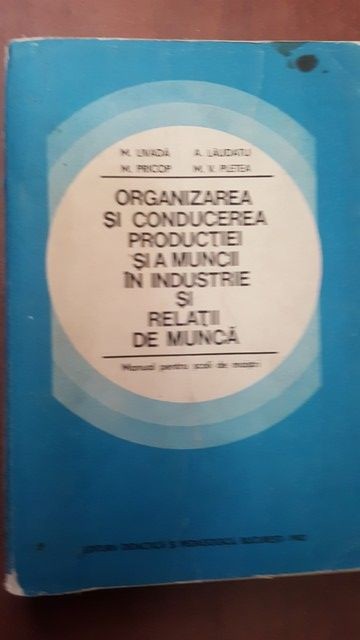 M. LIVADĂ A. LĂUDATU
M. PRICOP M. V. PLETEA
ORGANIZAREA
ȘI CONDUCEREA
PRODUCȚIEI
ȘI A MUNCII
ÎN INDUSTRIE
ȘI
RELAȚII
DE MUNCĂ
Manual pentru școli de maiștri
EDITURA DIDACTICĂ ȘI PEDAGOGICĂ, BUCUREȘTI